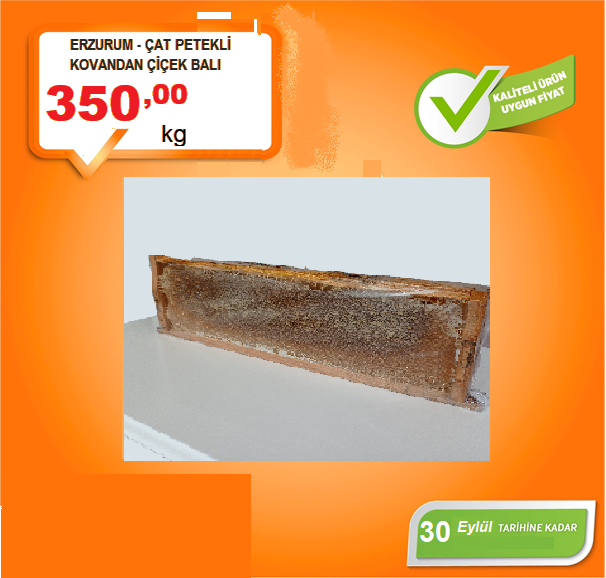 ERZURUM - ÇAT PETEKLİ
KOVANDAN ÇİÇEK BALI
350,00
kg
KALİTELİ ÜRÜN
UYGUN FİYAT
30 Eylül TARİHİNE KADAR